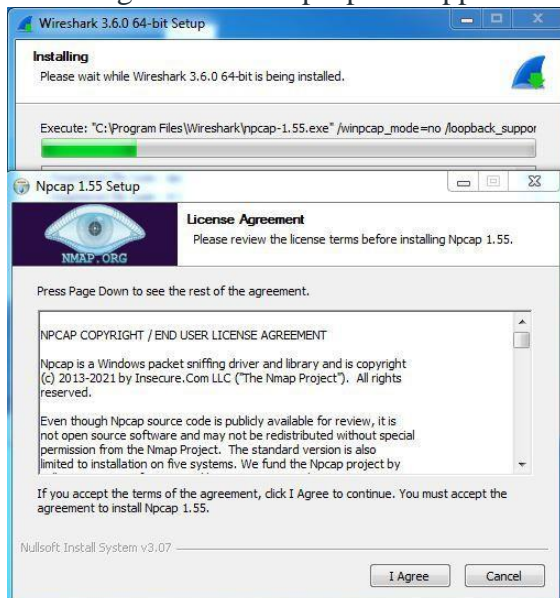 Wireshark 3.6.0 64-bit Setup
Installing
Please wait while Wireshark 3.6.0 64-bit is being installed.
Execute: "C:\Program Files\Wireshark\npcap-1.55.exe" /winpcap_mode=no /loopback_suppor
Npcap 1.55 Setup
NMAP.ORG
License Agreement
Please review the license terms before installing Npcap 1.55.
Press Page Down to see the rest of the agreement.
NPCAP COPYRIGHT / END USER LICENSE AGREEMENT
Npcap is a Windows packet sniffing driver and library and is copyright
(c) 2013-2021 by Insecure.Com LLC ("The Nmap Project").  All rights
reserved.
Even though Npcap source code is publicly available for review, it is
not open source software and may not be redistributed without special
permission from the Nmap Project.  The standard version is also
limited to installation on five systems. We fund the Npcap project by
If you accept the terms of the agreement, click I Agree to continue. You must accept the
agreement to install Npcap 1.55.
Nullsoft Install System v3.07
I Agree
Cancel